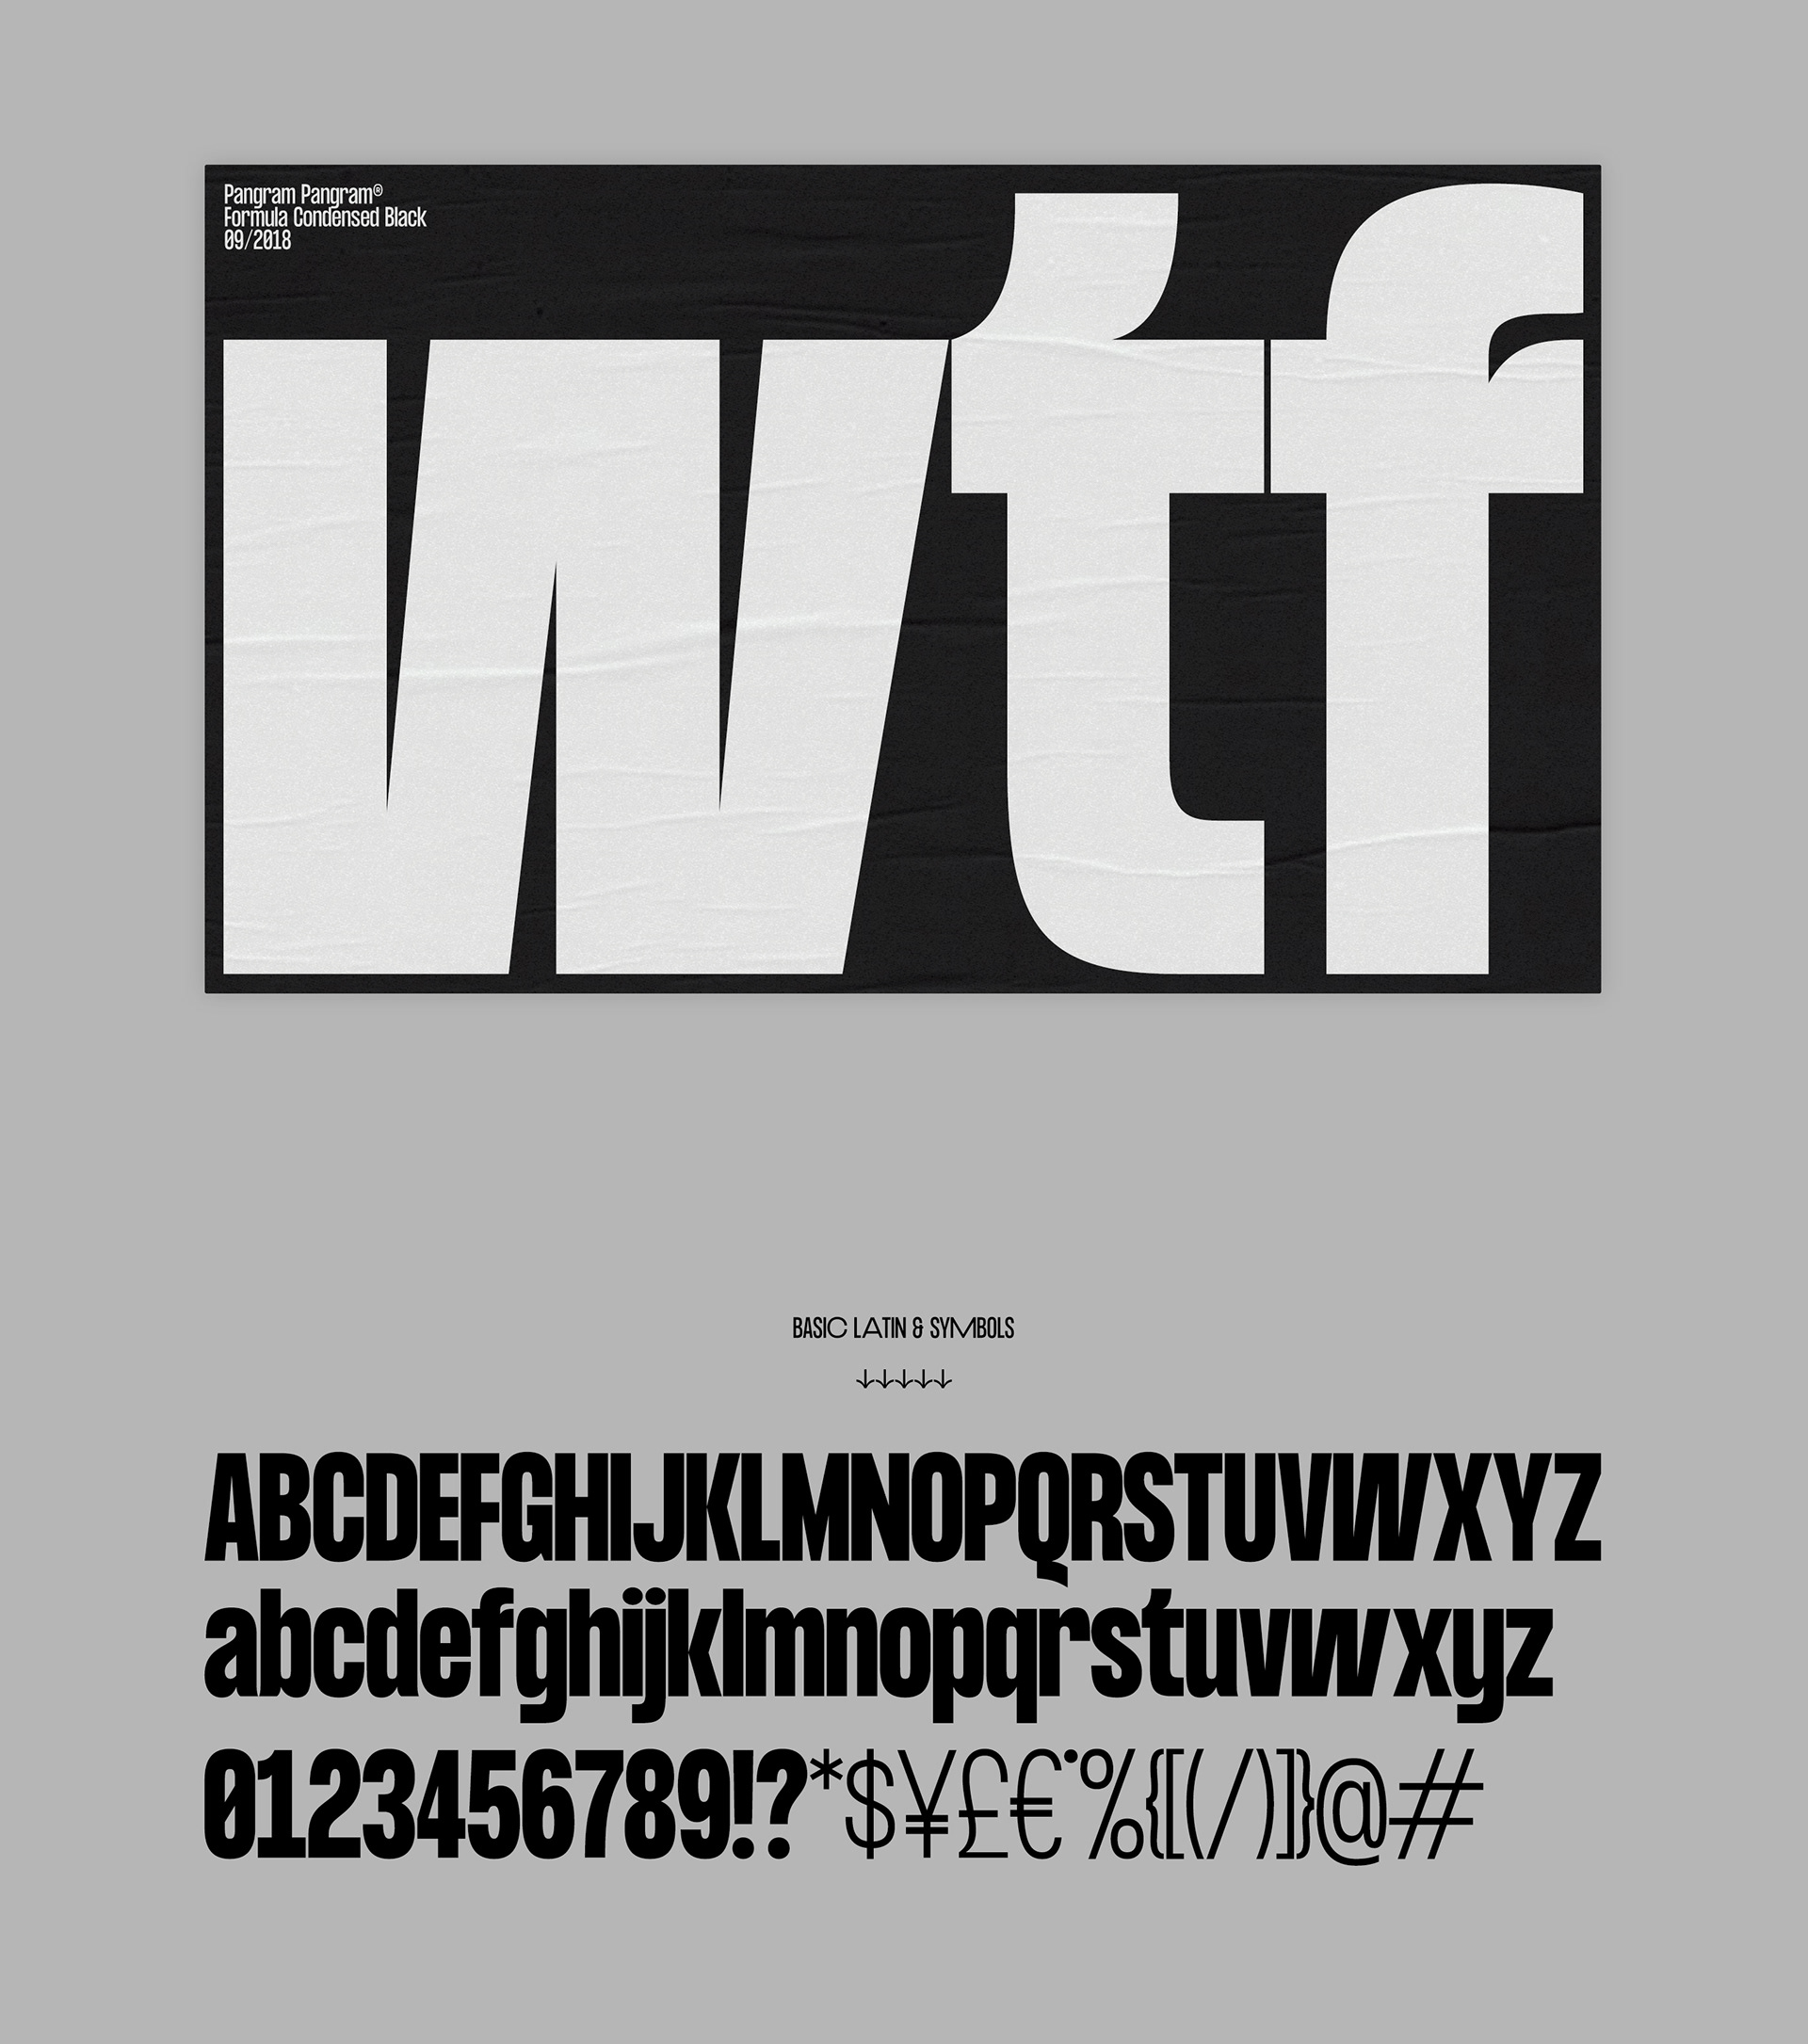 Pangram Pangram®
Formula Condensed Black
09/2018
wtf
BASIC LATIN & SYMBOLS
↓↓↓↓↓
ABCDEFGHIJKLMNOPQRSTUVWXYZ
abcdefghijklmnopqrstuvwxyz
0123456789!?*$¥£€¨%{[(/)]}@#